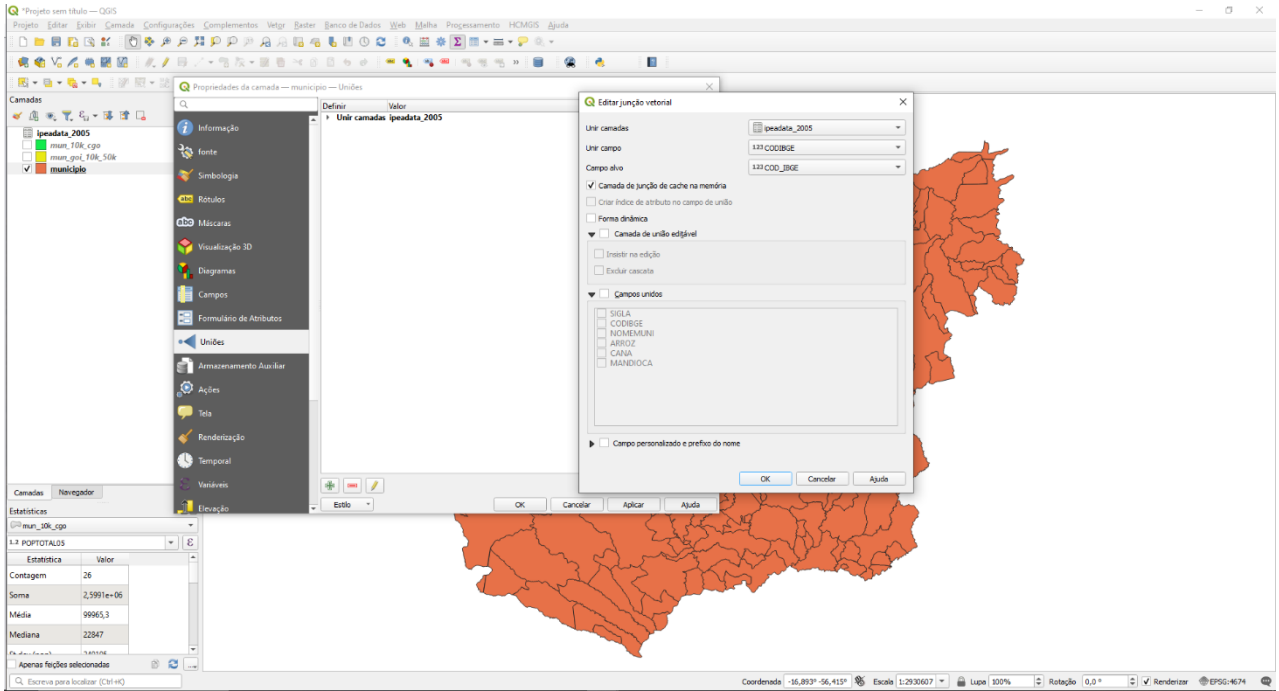 *Projeto sem título — QGIS
Projeto Editar Exibir Camada Configurações Complementos Vetor Raster Banco de Dados Web Malha Processamento HCMGIS Ajuda
Camadas
ipeadata_2005
mun_10k_cgo
mun_goi_10k_50k
municipio
Camadas Navegador
Estatísticas
mun_10k_cgo
1.2 POPTOTAL05
Estatística Valor
Contagem 26
Soma 2,5991e+06
Média 99965,3
Mediana 22847
Apenas feições selecionadas
Escreva para localizar (Ctrl+K)
Propriedades da camada — municipio — Uniões
Informação
fonte
Simbologia
Rótulos
Máscaras
Visualização 3D
Diagramas
Campos
Formulário de Atributos
Uniões
Armazenamento Auxiliar
Ações
Tela
Renderização
Temporal
Variáveis
Elevação
Definir Valor
Unir camadas ipeadata_2005
Estilo OK Cancelar Aplicar Ajuda
Editar junção vetorial
Unir camadas ipeadata_2005
Unir campo 123 CODIBGE
Campo alvo 123 COD_IBGE
Camada de junção de cache na memória
Criar índice de atributo no campo de união
Forma dinâmica
Camada de união editável
Insistir na edição
Excluir cascata
Campos unidos
SIGLA
CODIBGE
NOMEMUNI
ARROZ
CANA
MANDIOCA
Campo personalizado e prefixo do nome
OK Cancelar Ajuda
Coordenada -16,893° -56,415° Escala 1:2930607 Lupa 100% Rotação 0,0 ° Renderizar EPSG:4674